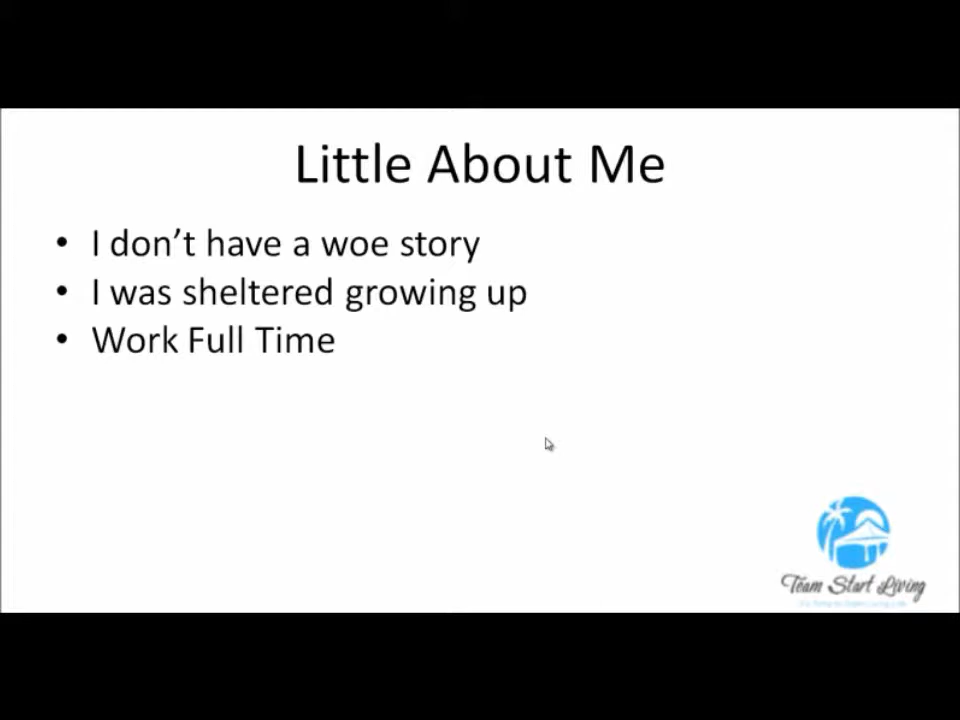 Little About Me
• I don’t have a woe story
• I was sheltered growing up
• Work Full Time
Team Start Living